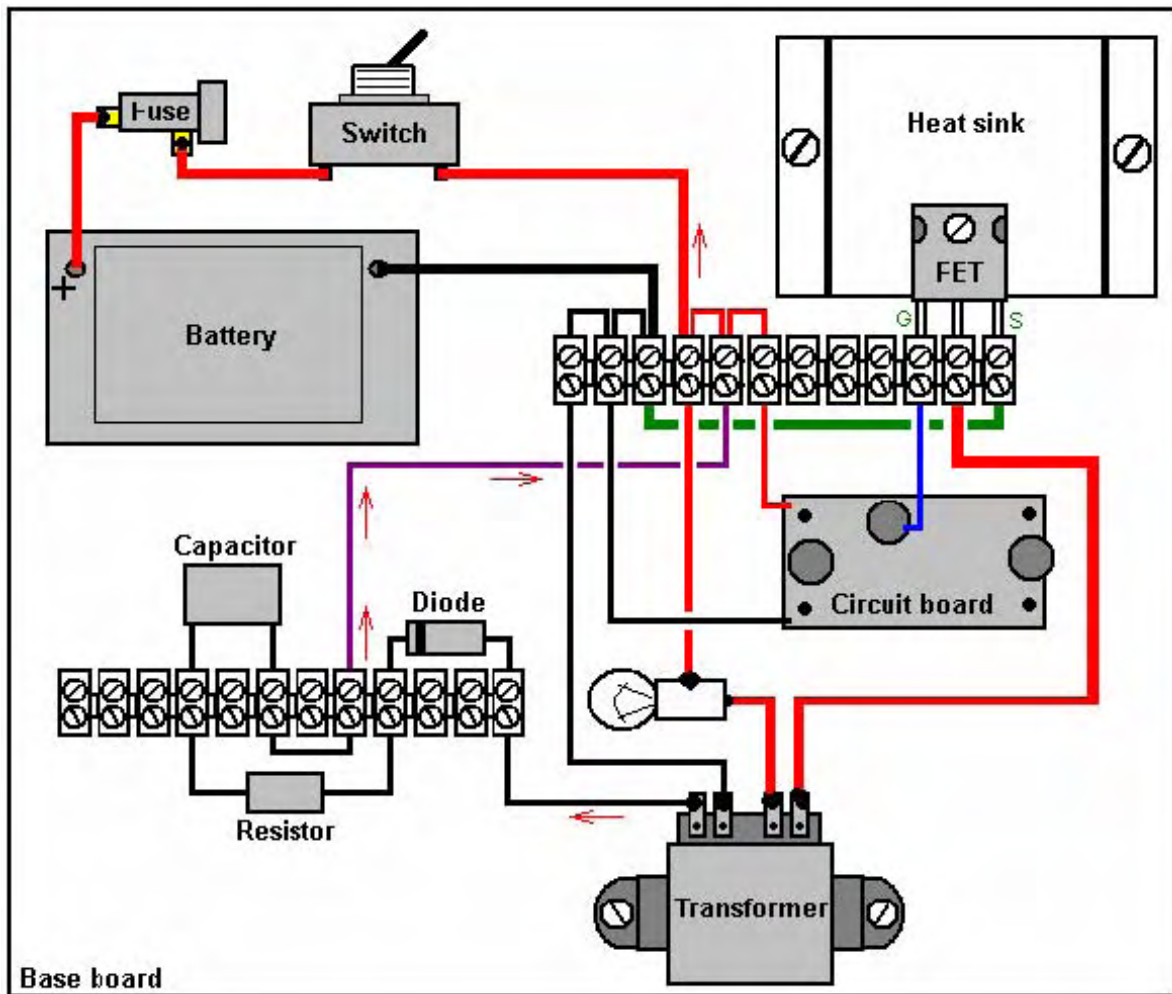 Fuse
Switch
Heat sink
FET
+
Battery
G
S
Capacitor
Diode
Circuit board
Resistor
Transformer
Base board